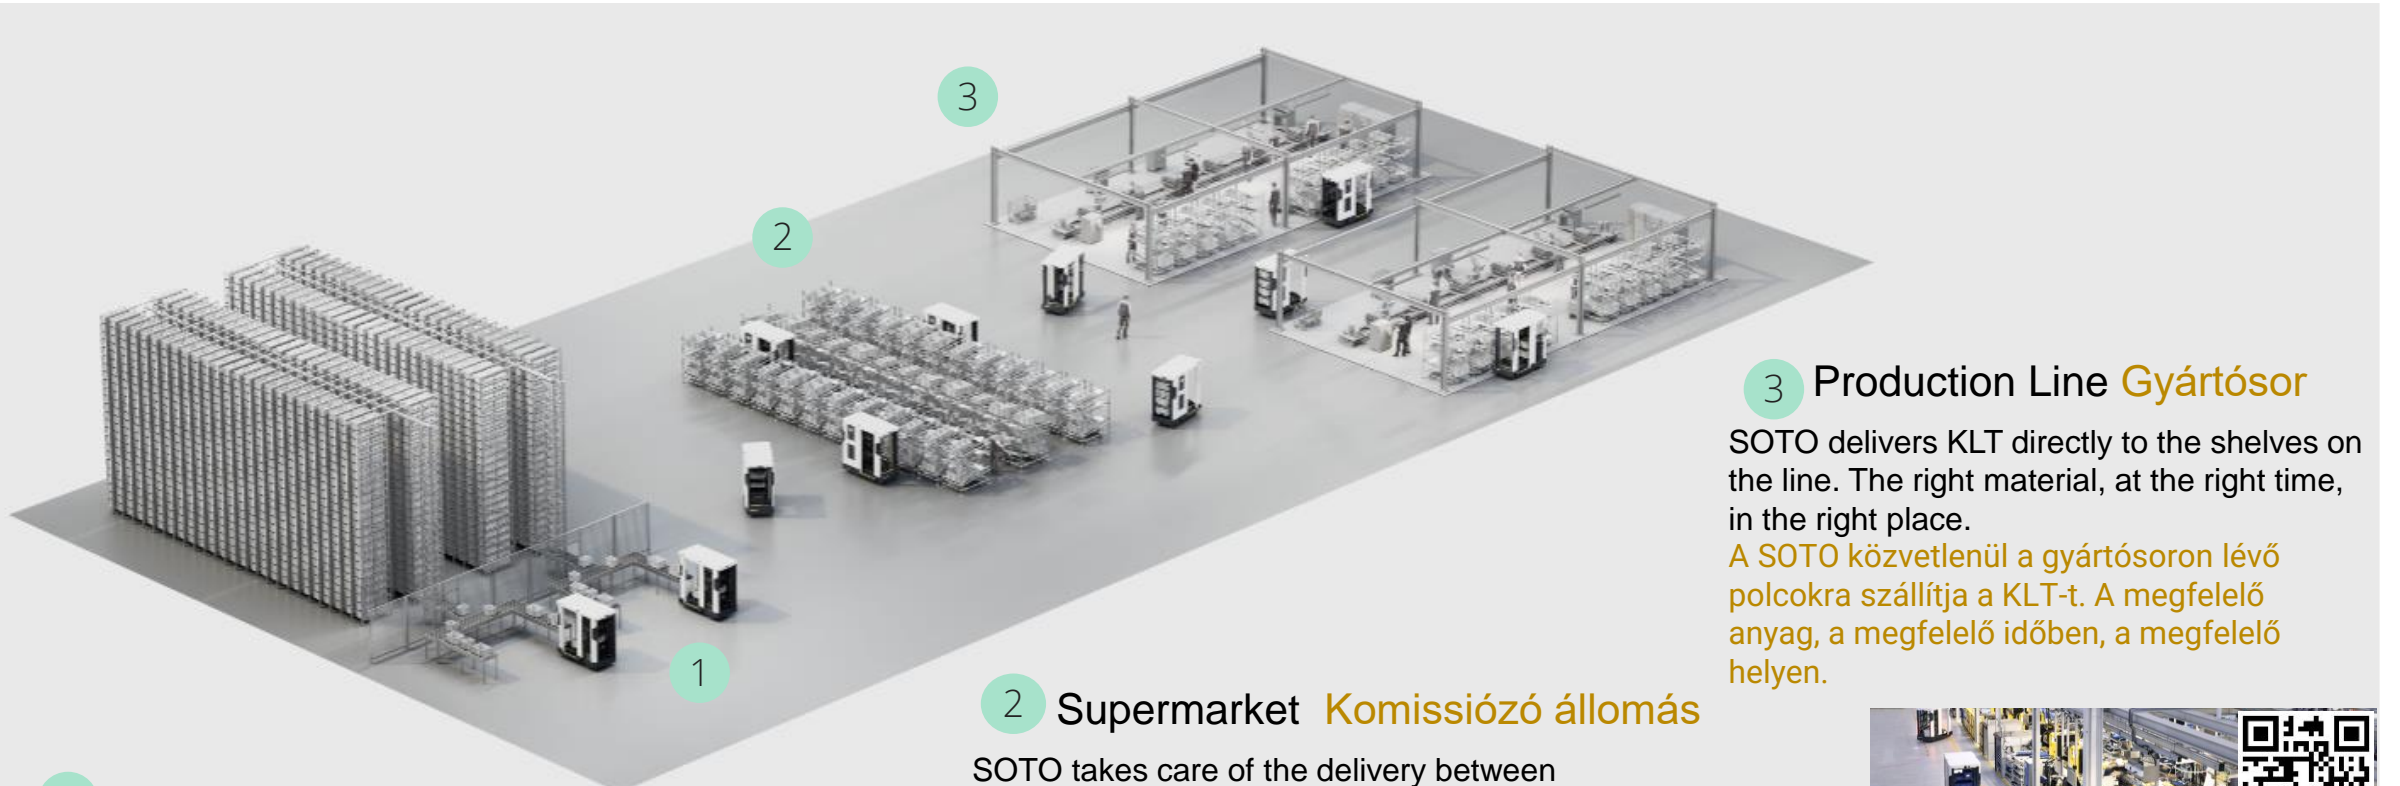 3
2
1
3 Production Line Gyártósor
SOTO delivers KLT directly to the shelves on
the line. The right material, at the right time,
in the right place.
A SOTO közvetlenül a gyártósoron lévő
polcokra szállítja a KLT-t. A megfelelő
anyag, a megfelelő időben, a megfelelő
helyen.
2 Supermarket Komissiózó állomás
SOTO takes care of the delivery between